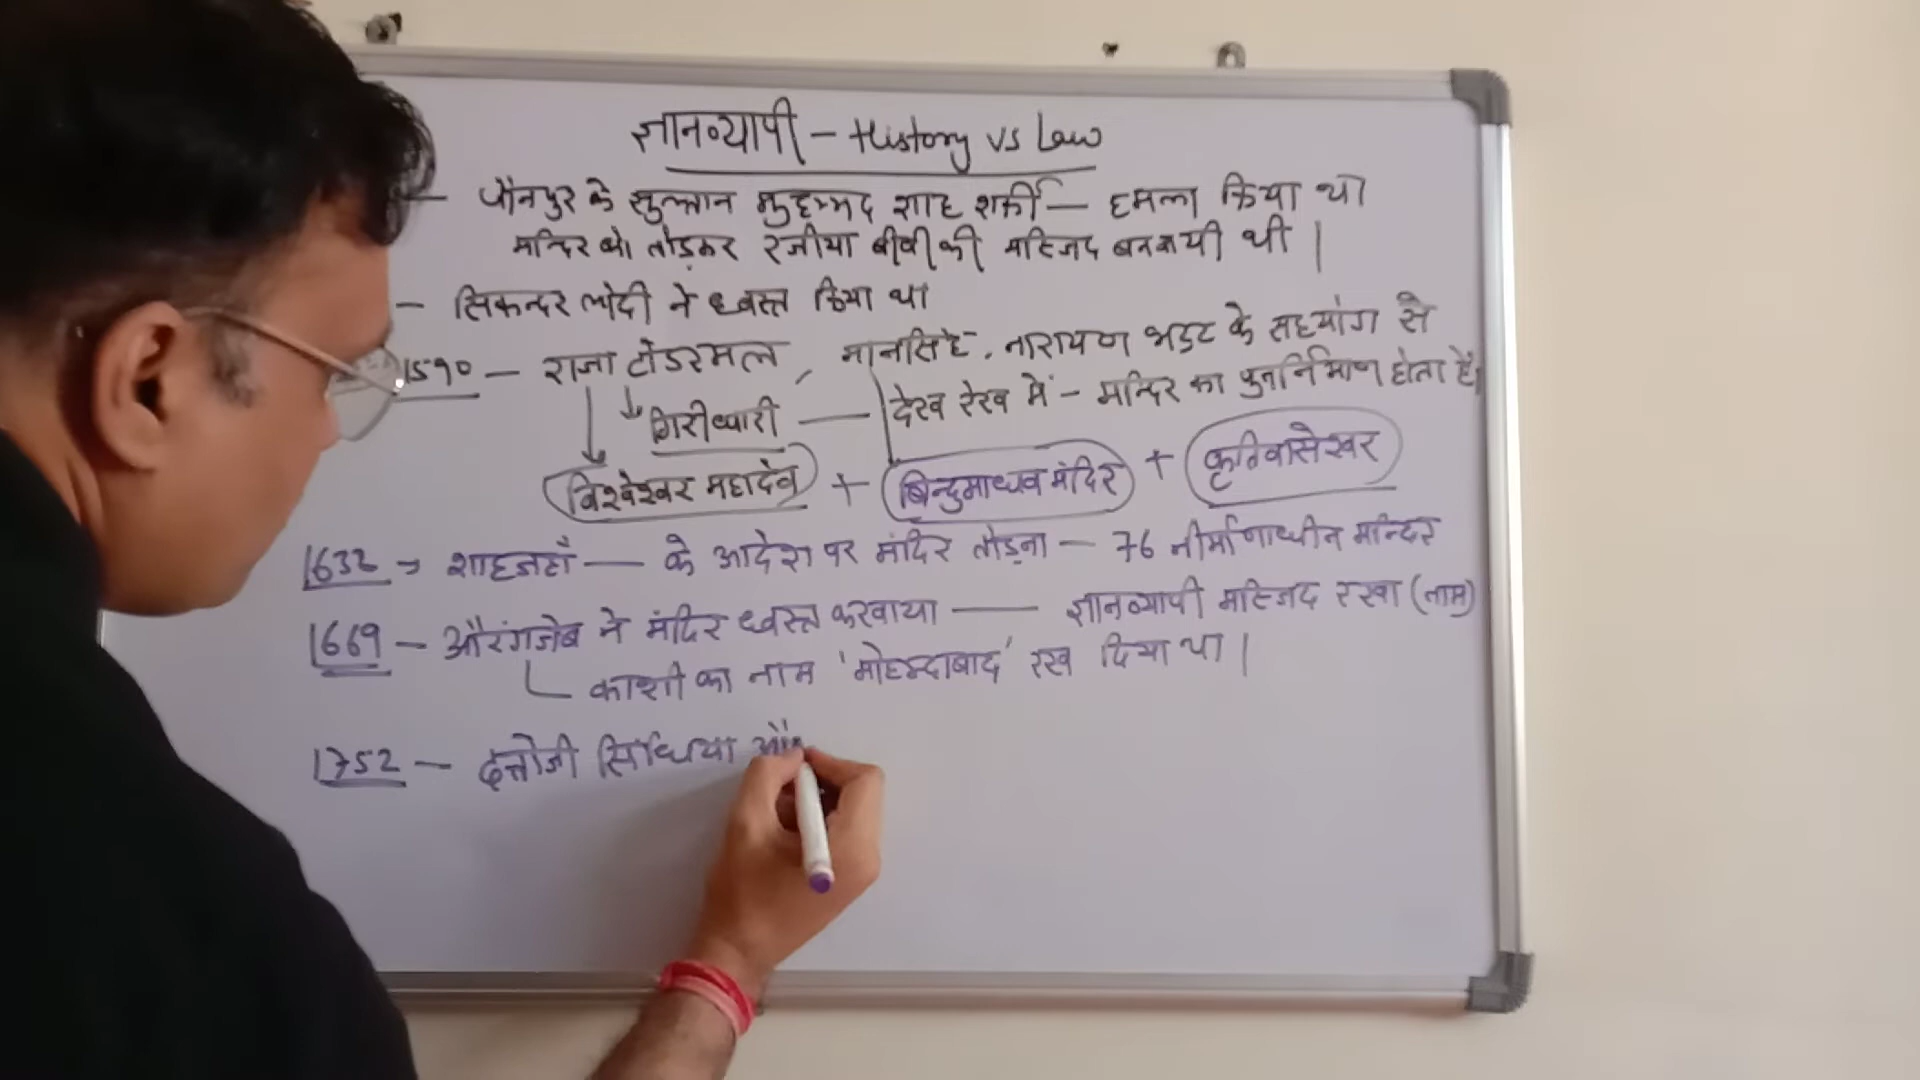 ज्ञानव्यापी – History vs Law
– जौनपुर के सुल्तान मुहम्मद शाह शर्की – हमला किया था
मन्दिर को तोड़कर रजीया बीबी की मस्जिद बनवायी थी |
– सिकन्दर लोदी ने ध्वस्त किया था
1590 – राजा टोडरमल, मानसिंह, नारायण भट्ट के सहयोग से
गिरीधारी – देख रेख में – मन्दिर का पुनर्निमाण होता है|
विश्वेश्वर महादेव + बिन्दुमाधव मंदिर + कृतिवासेश्वर
1632 → शाहजहाँ – के आदेश पर मंदिर तोड़ना – 76 नीर्माणाधीन मन्दिर
1669 – औरंगजेब ने मंदिर ध्वस्त करवाया – ज्ञानव्यापी मस्जिद रखा (नाम)
काशी का नाम 'मोहम्दाबाद' रख दिया था |
1752 – दत्तोजी सिंधिया